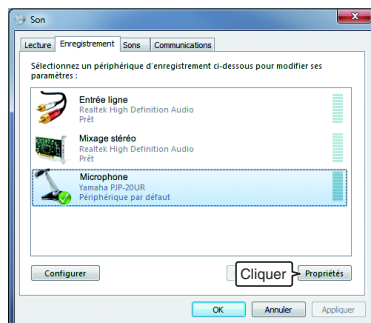 Son
Lecture Enregistrement Sons Communications
Sélectionnez un périphérique d'enregistrement ci-dessous pour modifier ses
paramètres :
Entrée ligne
Realtek High Definition Audio
Prêt
Mixage stéréo
Realtek High Definition Audio
Prêt
Microphone
Yamaha PJP-20UR
Périphérique par défaut
Configurer Cliquer Propriétés
OK Annuler Appliquer